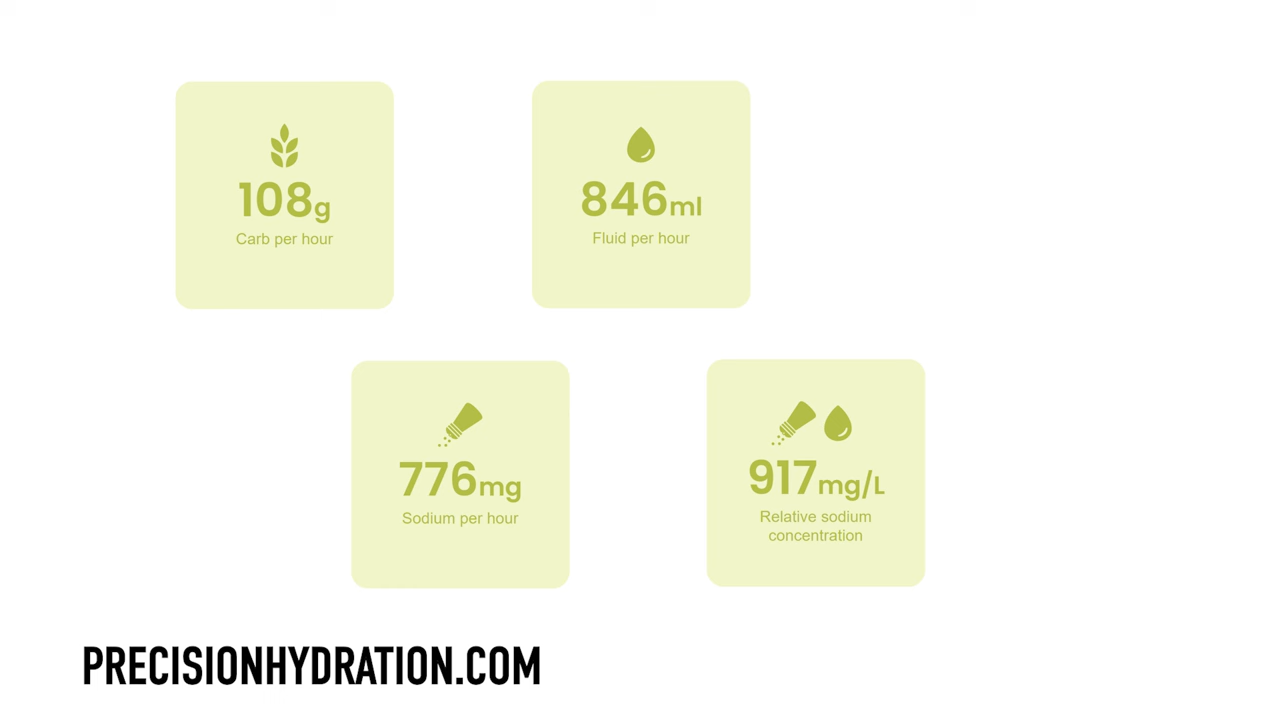 108g
Carb per hour
846ml
Fluid per hour
776mg
Sodium per hour
917mg/L
Relative sodium
concentration
PRECISIONHYDRATION.COM